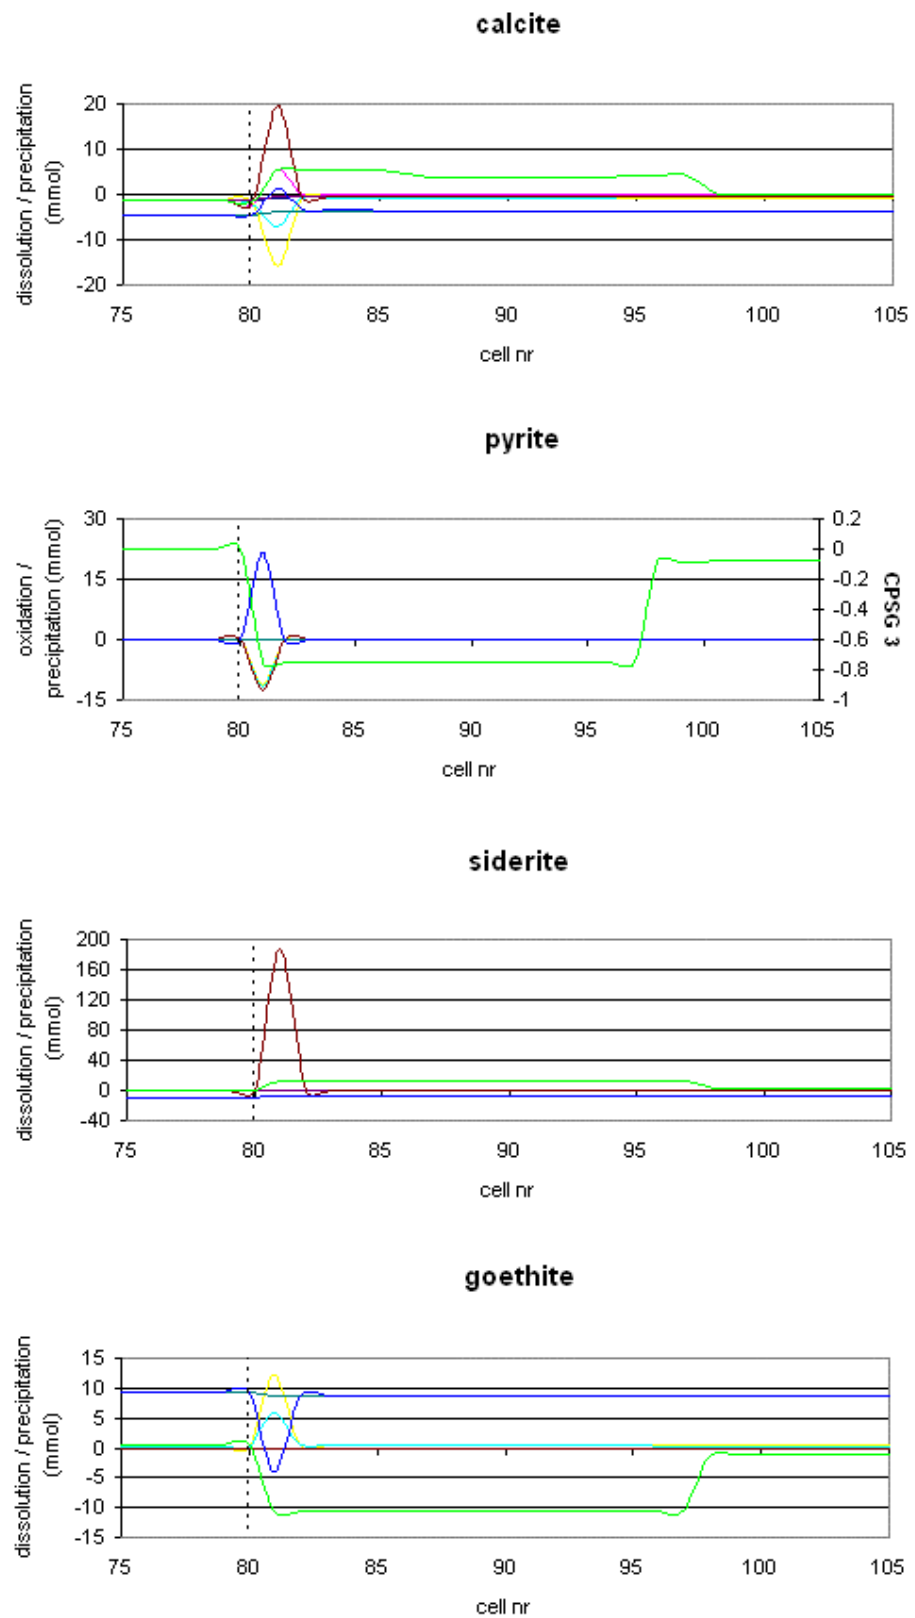 calcite
dissolution / precipitation
(mmol)
20
10
0
-10
-20
75 80 85 90 95 100 105
cell nr
pyrite
oxidation /
precipitation (mmol)
30
15
0
-15
0.2
0
-0.2
-0.4
-0.6
-0.8
-1
CPSG 3
75 80 85 90 95 100 105
cell nr
siderite
dissolution / precipitation
(mmol)
200
160
120
80
40
0
-40
75 80 85 90 95 100 105
cell nr
goethite
dissolution / precipitation
(mmol)
15
10
5
0
-5
-10
-15
75 80 85 90 95 100 105
cell nr